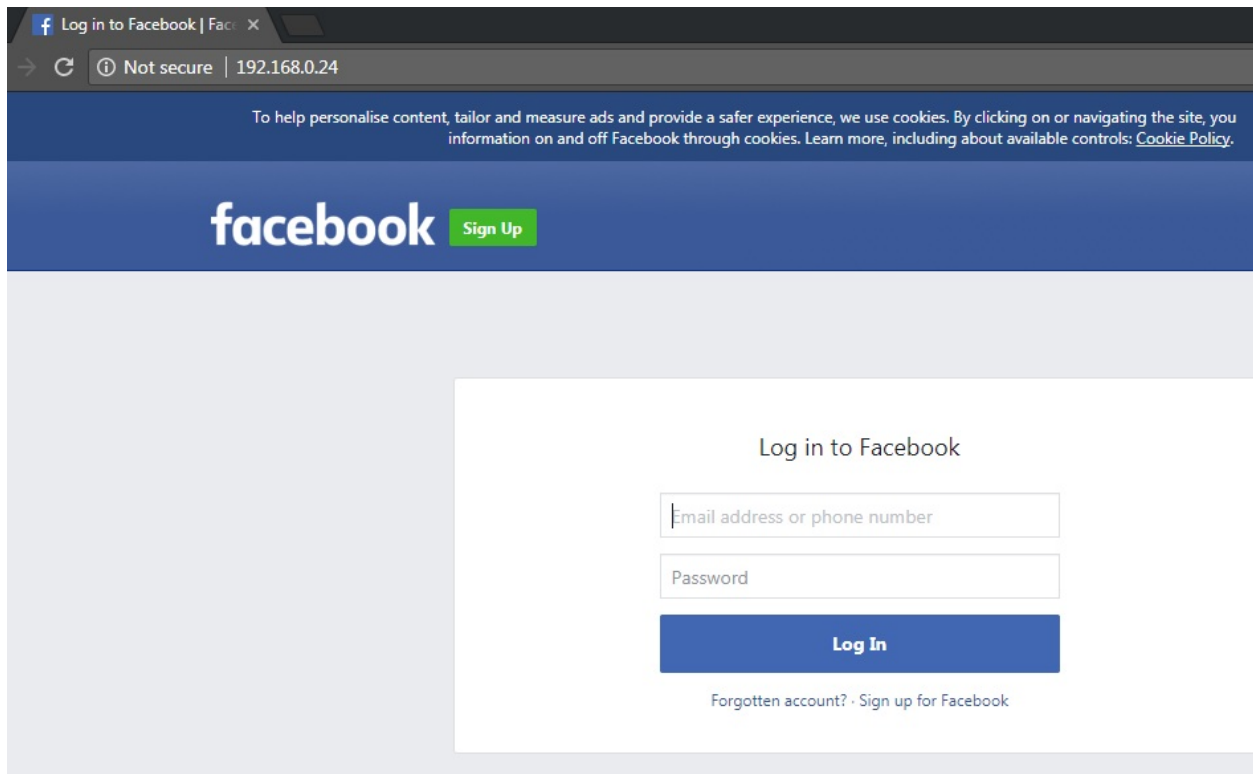 Log in to Facebook | Fac
Not secure | 192.168.0.24
To help personalise content, tailor and measure ads and provide a safer experience, we use cookies. By clicking on or navigating the site, you
information on and off Facebook through cookies. Learn more, including about available controls: Cookie Policy.
facebook Sign Up
Log in to Facebook
Email address or phone number
Password
Log In
Forgotten account? · Sign up for Facebook